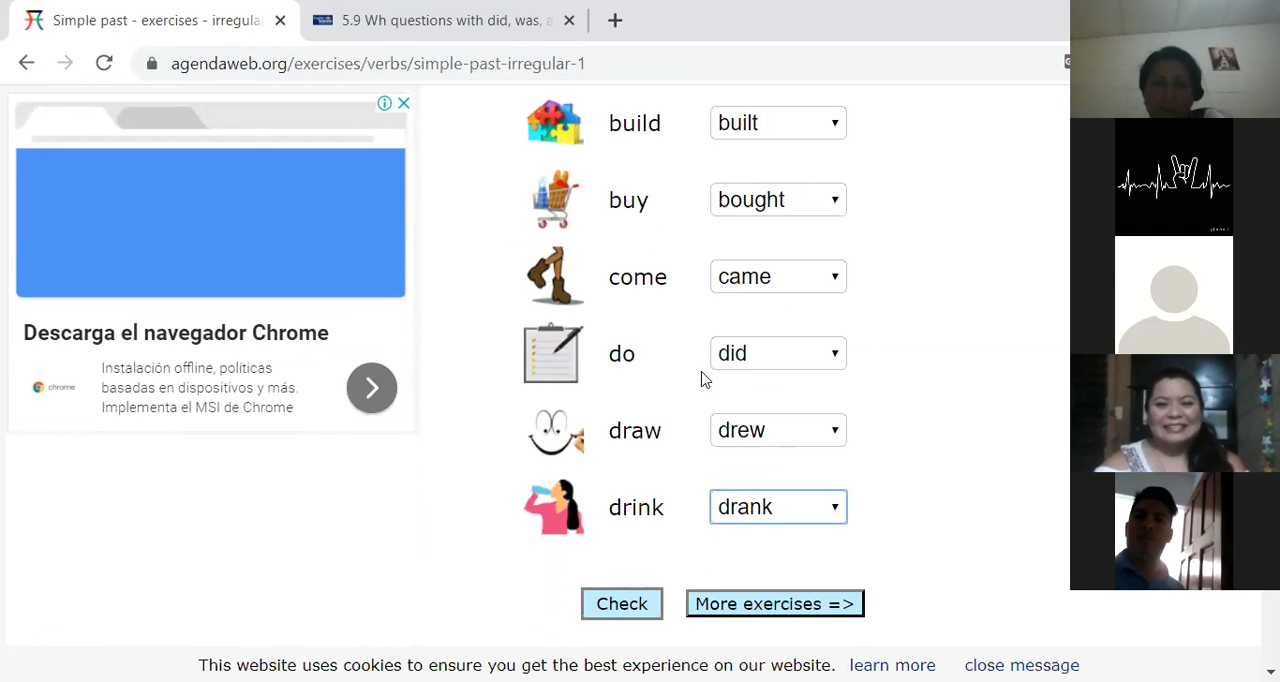 Simple past - exercises - irregula
5.9 Wh questions with did, was, a
agendaweb.org/exercises/verbs/simple-past-irregular-1
build built
buy bought
come came
do did
draw drew
drink drank
Descarga el navegador Chrome
chrome
Instalación offline, políticas
basadas en dispositivos y más.
Implementa el MSI de Chrome
Check More exercises =>
This website uses cookies to ensure you get the best experience on our website. learn more close message